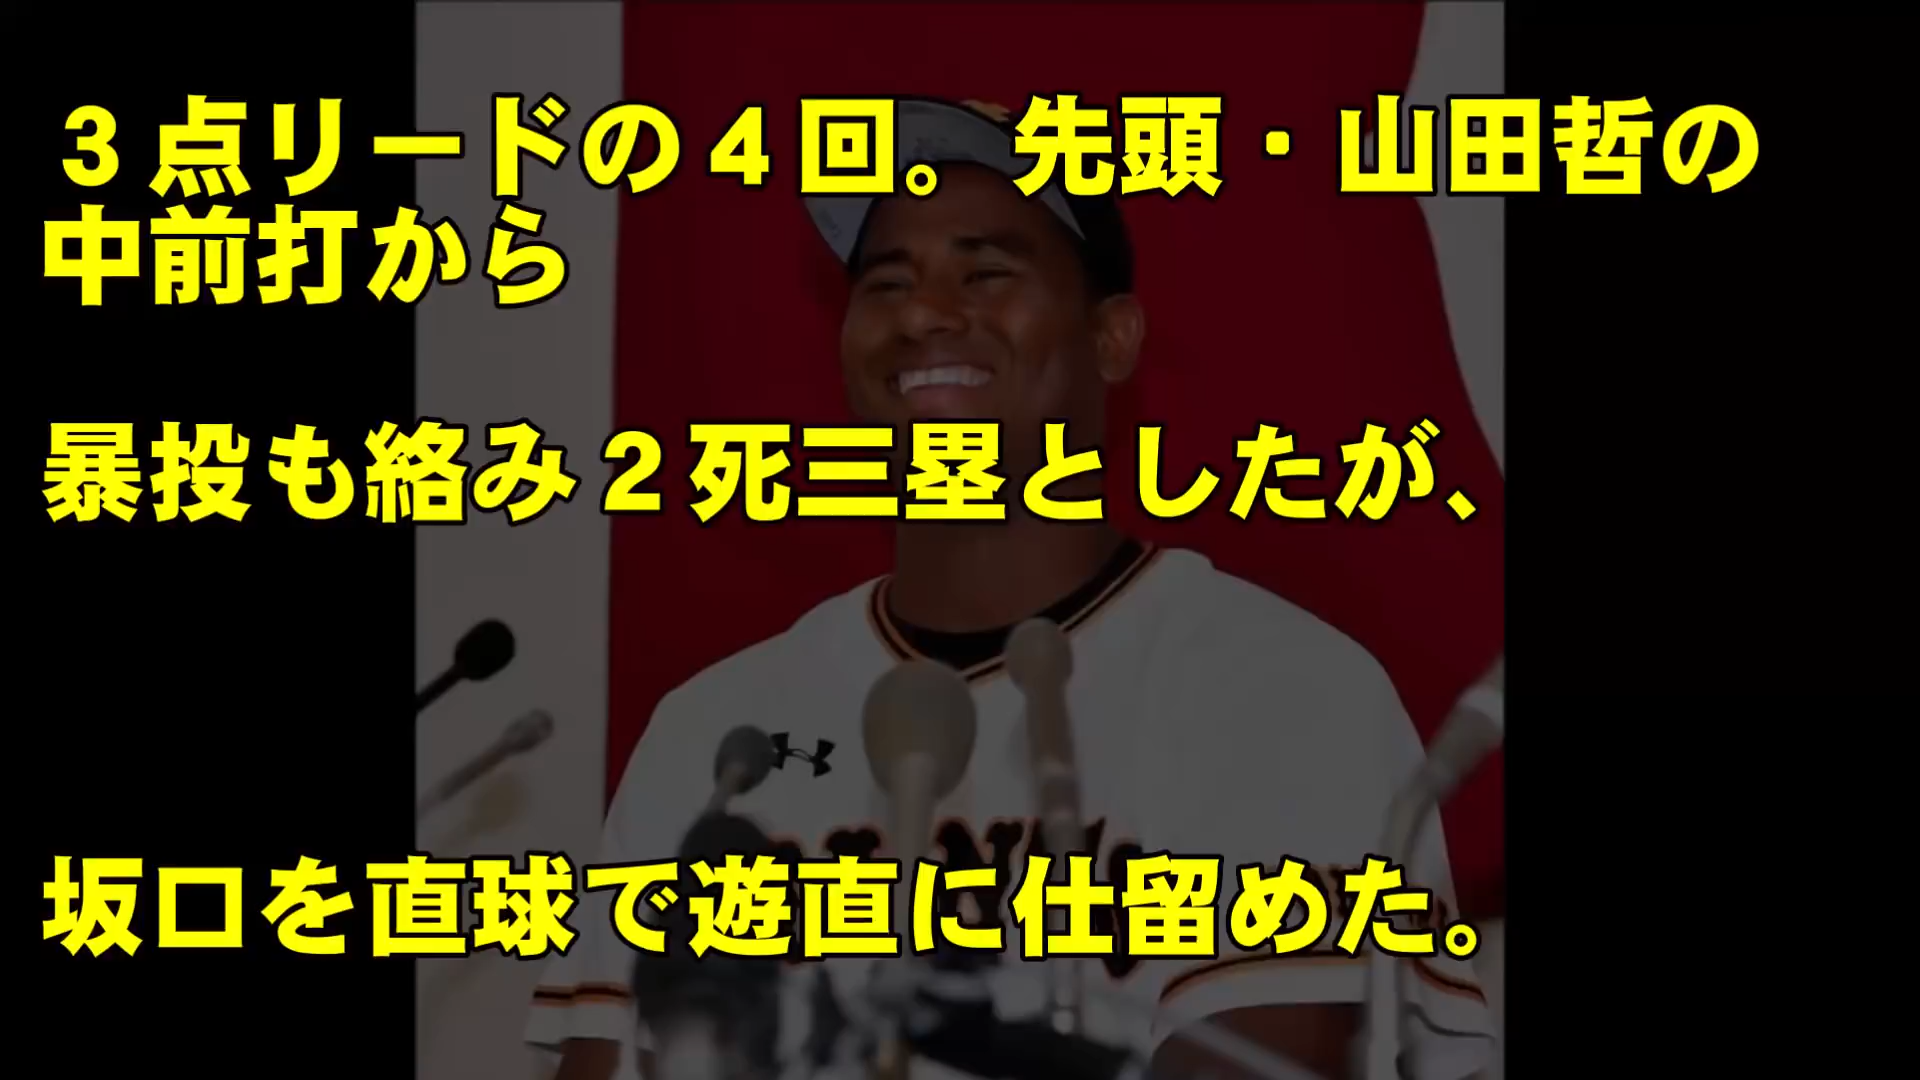 ３点リードの４回。先頭・山田哲の
中前打から
暴投も絡み２死三塁としたが、
坂口を直球で遊直に仕留めた。